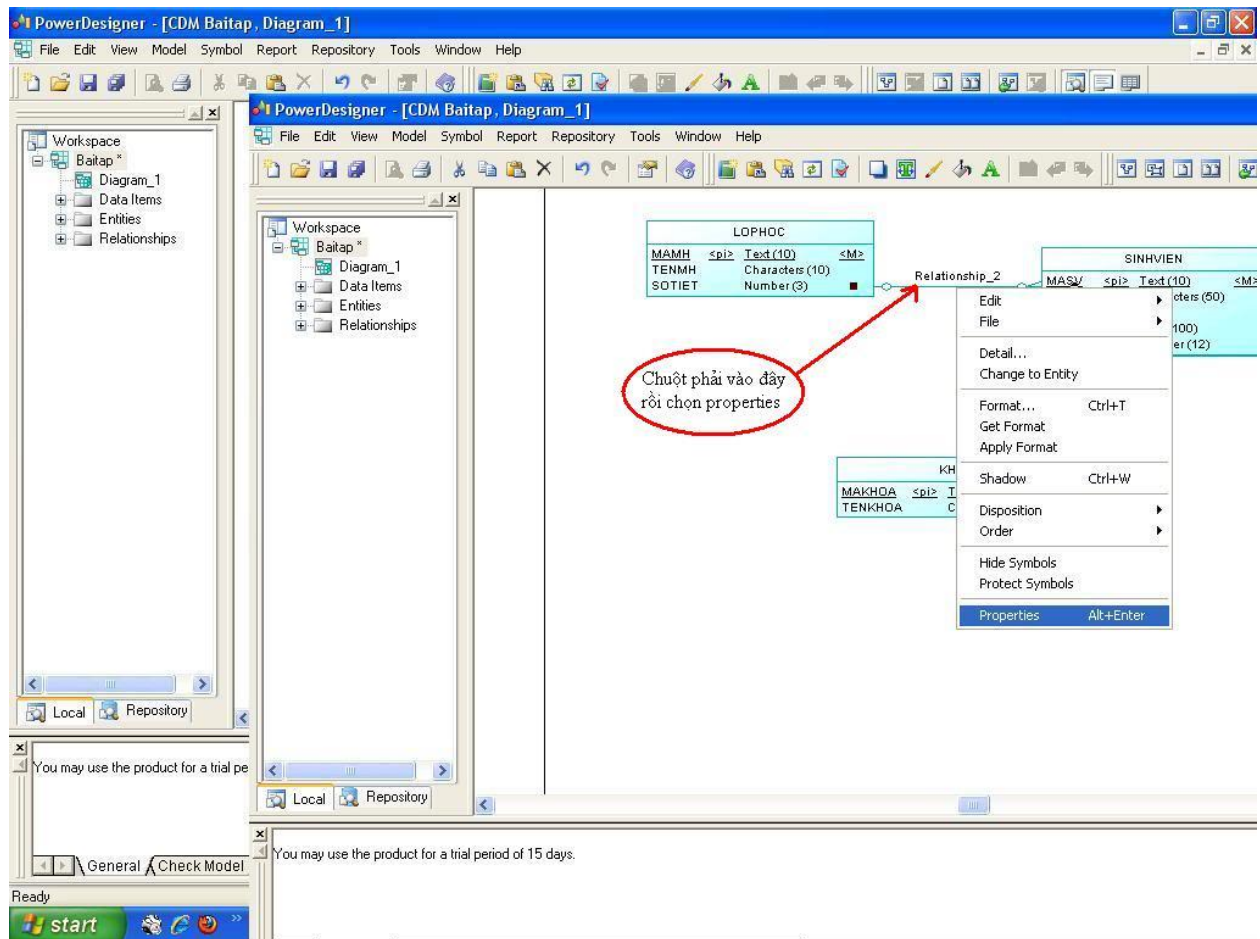 PowerDesigner - [CDM Baitap, Diagram_1]
File Edit View Model Symbol Report Repository Tools Window Help
Workspace
Baitap *
Diagram_1
Data Items
Entities
Relationships
Local Repository
You may use the product for a trial pe
General Check Model
Ready
start
PowerDesigner - [CDM Baitap, Diagram_1]
File Edit View Model Symbol Report Repository Tools Window Help
Workspace
Baitap *
Diagram_1
Data Items
Entities
Relationships
Local Repository
LOPHOC
MAMH <pi> Text (10) <M>
TENMH Characters (10)
SOTIET Number (3)
Relationship_2
SINHVIEN
MASV <pi> Text (10) <M>
cters (50)
100)
er (12)
Chuột phải vào đây
rồi chọn properties
KH
MAKHOA <pi> T
TENKHOA C
Edit
File
Detail...
Change to Entity
Format... Ctrl+T
Get Format
Apply Format
Shadow Ctrl+W
Disposition
Order
Hide Symbols
Protect Symbols
Properties Alt+Enter
You may use the product for a trial period of 15 days.